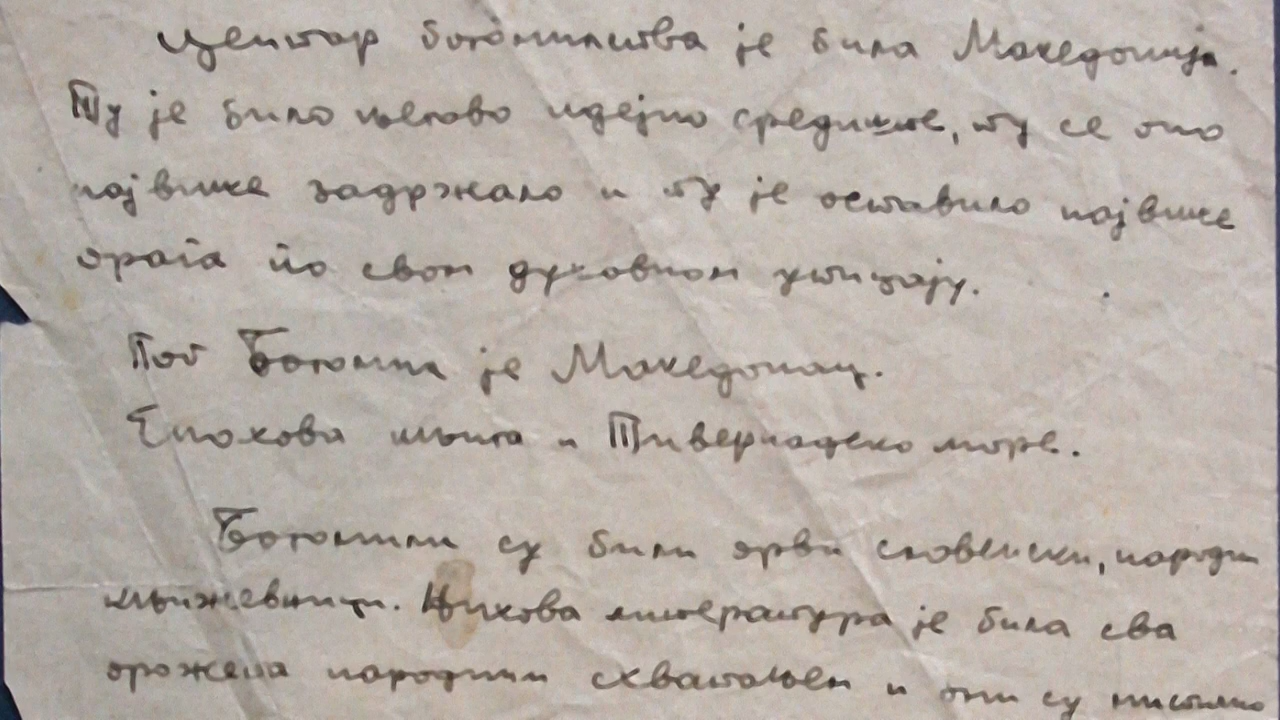 Центар богомилства је била Македонија.
Ту је било његово идејно средиште, ту се оно
највише задржало и ту је оставило највише
трага по свом духовном утицају.
Поп Богомил је Македонац.
Енохова књига и Тиверијадско море.
Богомили су били први словенски, народни
књижевници. Њихова литература је била сва
прожета народним схватањем и они су